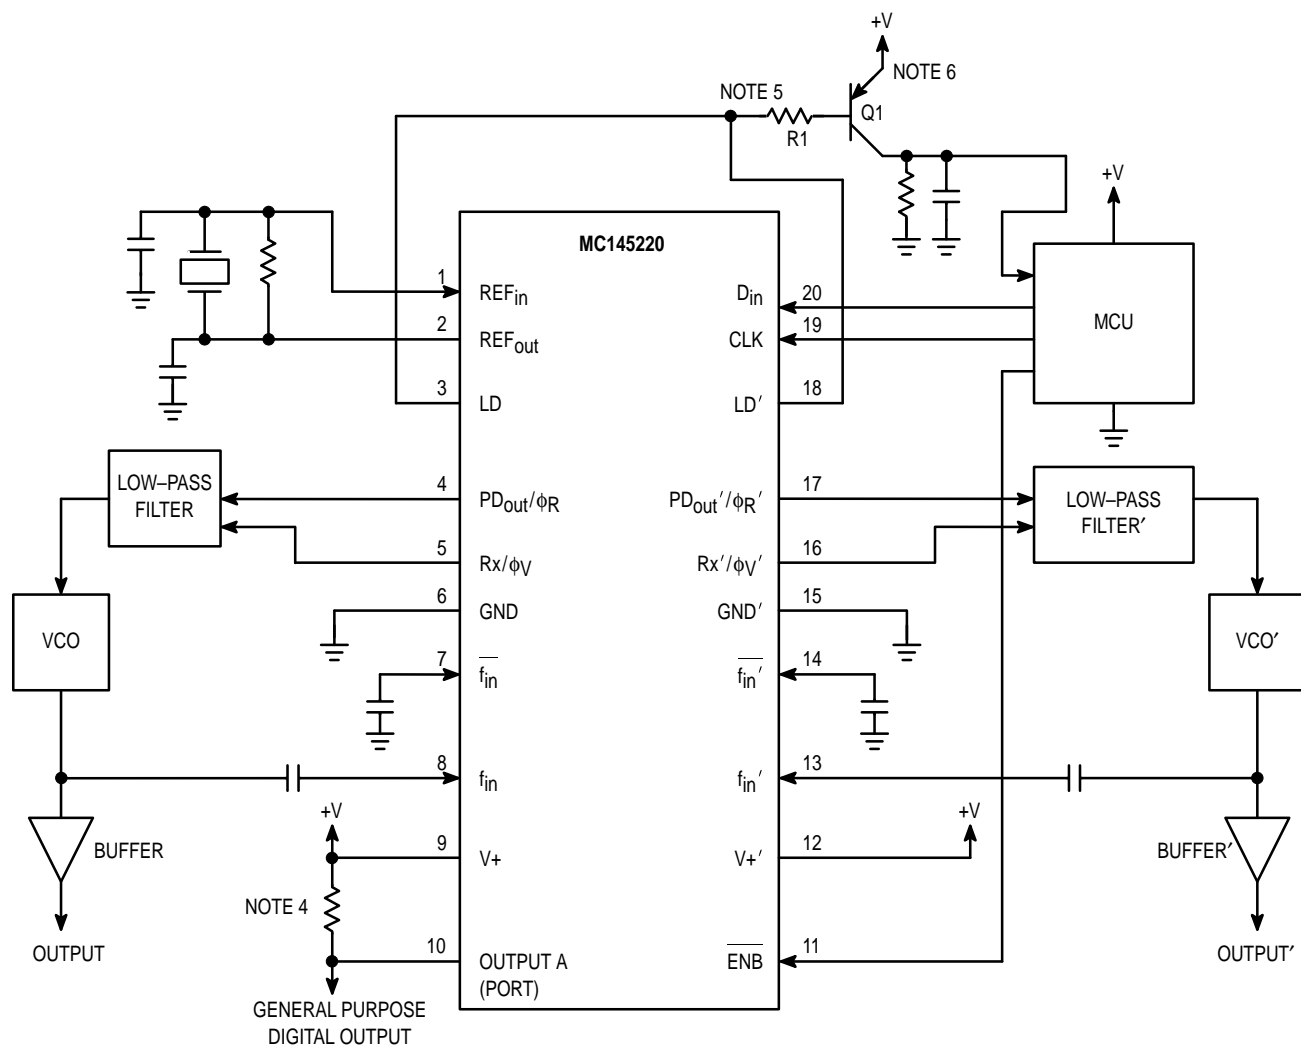 +V
NOTE 6
NOTE 5
Q1
R1
+V
MC145220
1
REFin
Din
20
MCU
2
REFout
CLK
19
3
LD
LD′
18
LOW–PASS
FILTER
4
PDout/ϕR
PDout′/ϕR′
17
LOW–PASS
FILTER′
5
Rx/ϕV
Rx′/ϕV′
16
6
GND
GND′
15
VCO
VCO′
7
f̅i̅n̅
f̅i̅n̅′̅
14
8
fin
fin′
13
+V
+V
BUFFER
9
V+
V+′
12
BUFFER′
NOTE 4
10
OUTPUT A
(PORT)
E̅N̅B̅
11
OUTPUT
OUTPUT′
GENERAL PURPOSE
DIGITAL OUTPUT